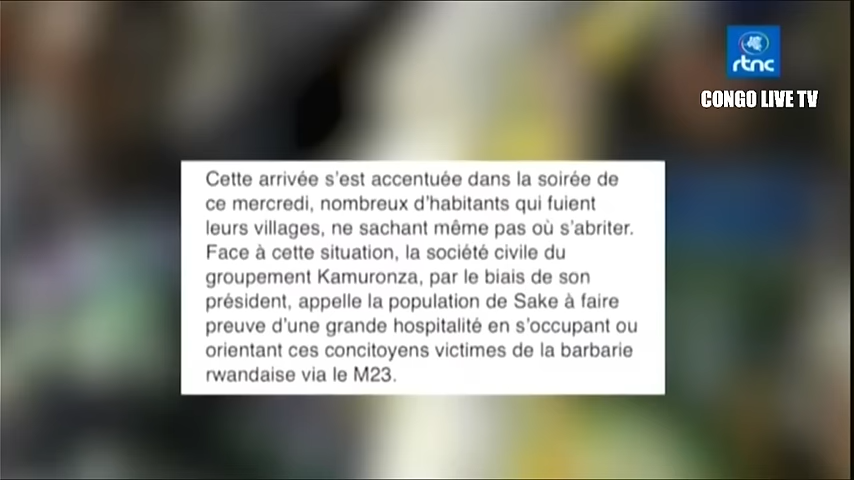 rtnc
CONGO LIVE TV
Cette arrivée s'est accentuée dans la soirée de
ce mercredi, nombreux d'habitants qui fuient
leurs villages, ne sachant même pas où s'abriter.
Face à cette situation, la société civile du
groupement Kamuronza, par le biais de son
président, appelle la population de Sake à faire
preuve d'une grande hospitalité en s'occupant ou
orientant ces concitoyens victimes de la barbarie
rwandaise via le M23.